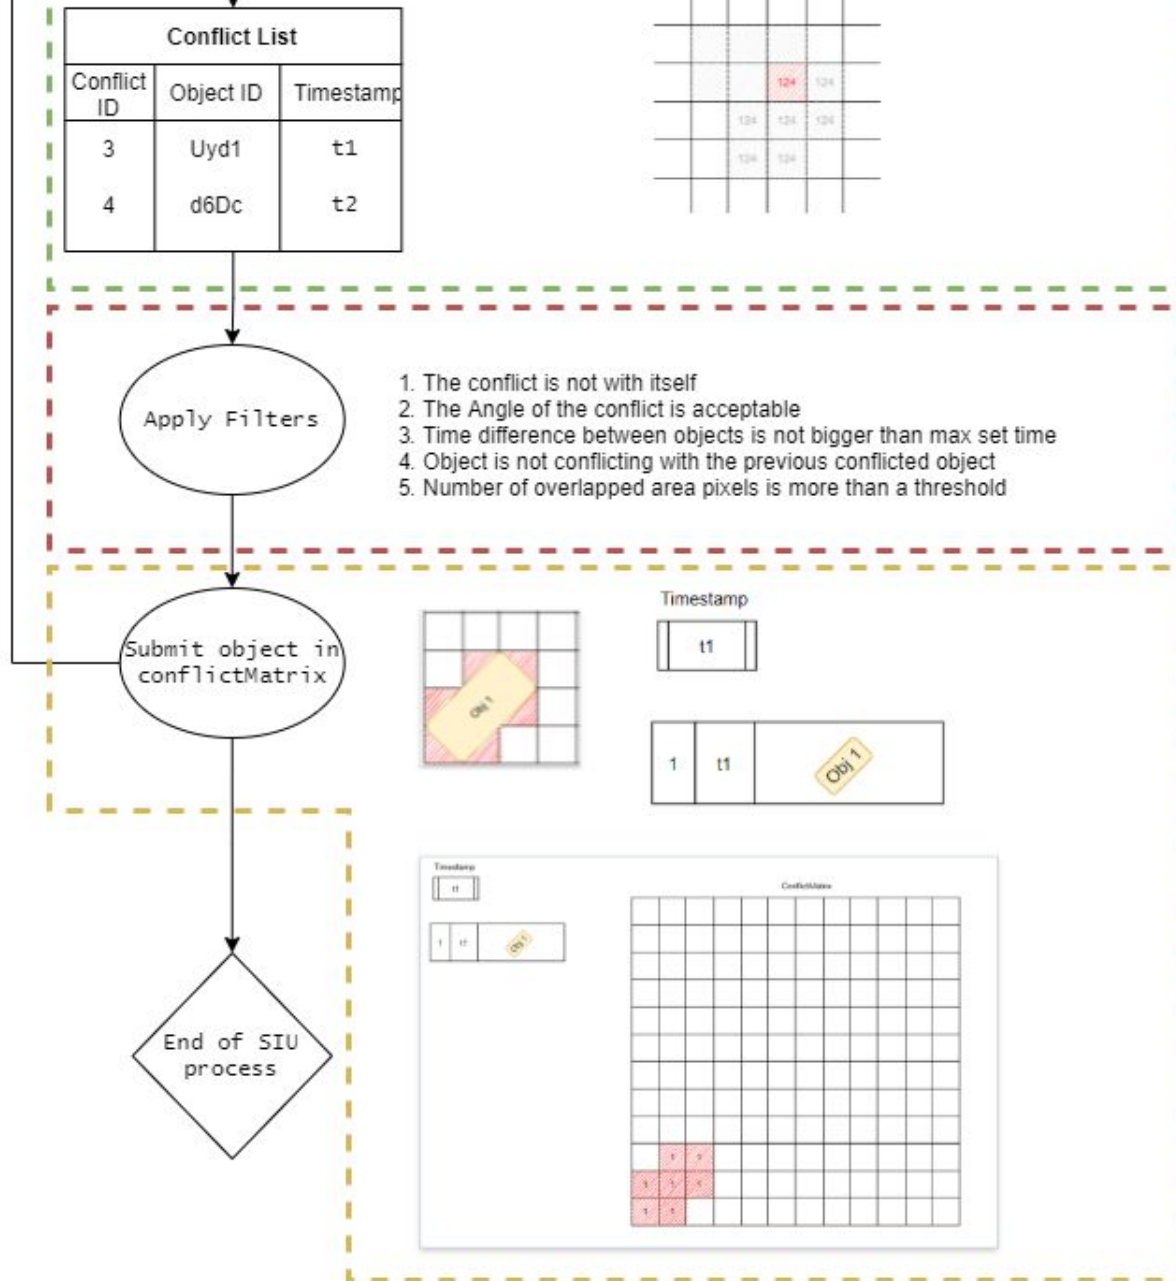 Conflict List
Conflict ID Object ID Timestamp
3 Uyd1 t1
4 d6Dc t2
124 124
124 124 124
124 124
Apply Filters
1. The conflict is not with itself
2. The Angle of the conflict is acceptable
3. Time difference between objects is not bigger than max set time
4. Object is not conflicting with the previous conflicted object
5. Number of overlapped area pixels is more than a threshold
Submit object in
conflictMatrix
Obj 1
Timestamp
t1
1 t1 Obj 1
End of SIU
process
Timestamp
t1
1 t1 Obj 1
ConflictMatrix
1 1
1 1 1
1 1